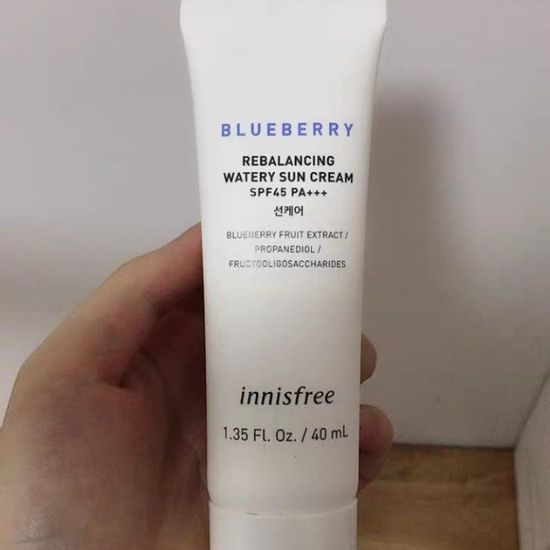 BLUEBERRY
REBALANCING
WATERY SUN CREAM
SPF45 PA+++
선케어
BLUEBERRY FRUIT EXTRACT /
PROPANEDIOL /
FRUCTOOLIGOSACCHARIDES
innisfree
1.35 Fl. Oz. / 40 mL